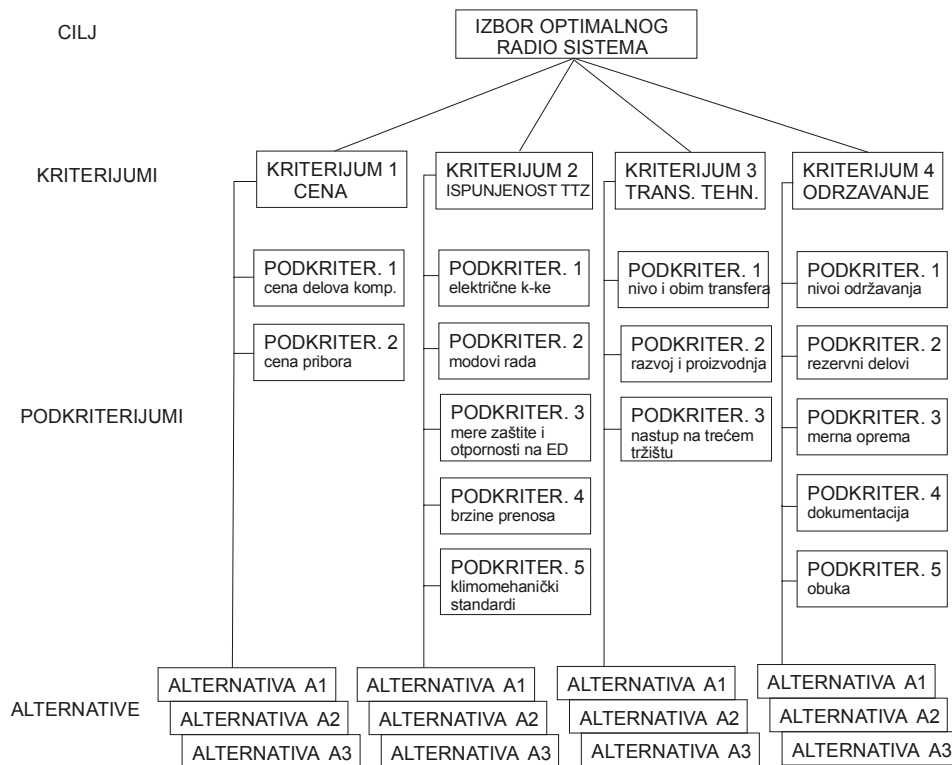 CILJ
IZBOR OPTIMALNOG
RADIO SISTEMA
KRITERIJUMI
KRITERIJUM 1
CENA
KRITERIJUM 2
ISPUNJENOST TTZ
KRITERIJUM 3
TRANS. TEHN.
KRITERIJUM 4
ODRZAVANJE
PODKRITERIJUMI
PODKRITER. 1
cena delova komp.
PODKRITER. 2
cena pribora
PODKRITER. 1
električne k-ke
PODKRITER. 2
modovi rada
PODKRITER. 3
mere zaštite i
otpornosti na ED
PODKRITER. 4
brzine prenosa
PODKRITER. 5
klimomehanički
standardi
PODKRITER. 1
nivo i obim transfera
PODKRITER. 2
razvoj i proizvodnja
PODKRITER. 3
nastup na trećem
tržištu
PODKRITER. 1
nivoi održavanja
PODKRITER. 2
rezervni delovi
PODKRITER. 3
merna oprema
PODKRITER. 4
dokumentacija
PODKRITER. 5
obuka
ALTERNATIVE
ALTERNATIVA A1
ALTERNATIVA A2
ALTERNATIVA A3
ALTERNATIVA A1
ALTERNATIVA A2
ALTERNATIVA A3
ALTERNATIVA A1
ALTERNATIVA A2
ALTERNATIVA A3
ALTERNATIVA A1
ALTERNATIVA A2
ALTERNATIVA A3